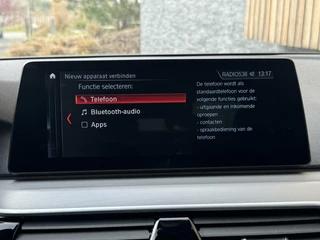 Nieuw apparaat verbinden
RADIO538 13:17
Functie selecteren:
Telefoon
Bluetooth-audio
Apps
De telefoon wordt als
standaardtelefoon voor de
volgende functies gebruikt:
- uitgaande en inkomende
oproepen
- contacten
- spraakbediening van de
telefoon